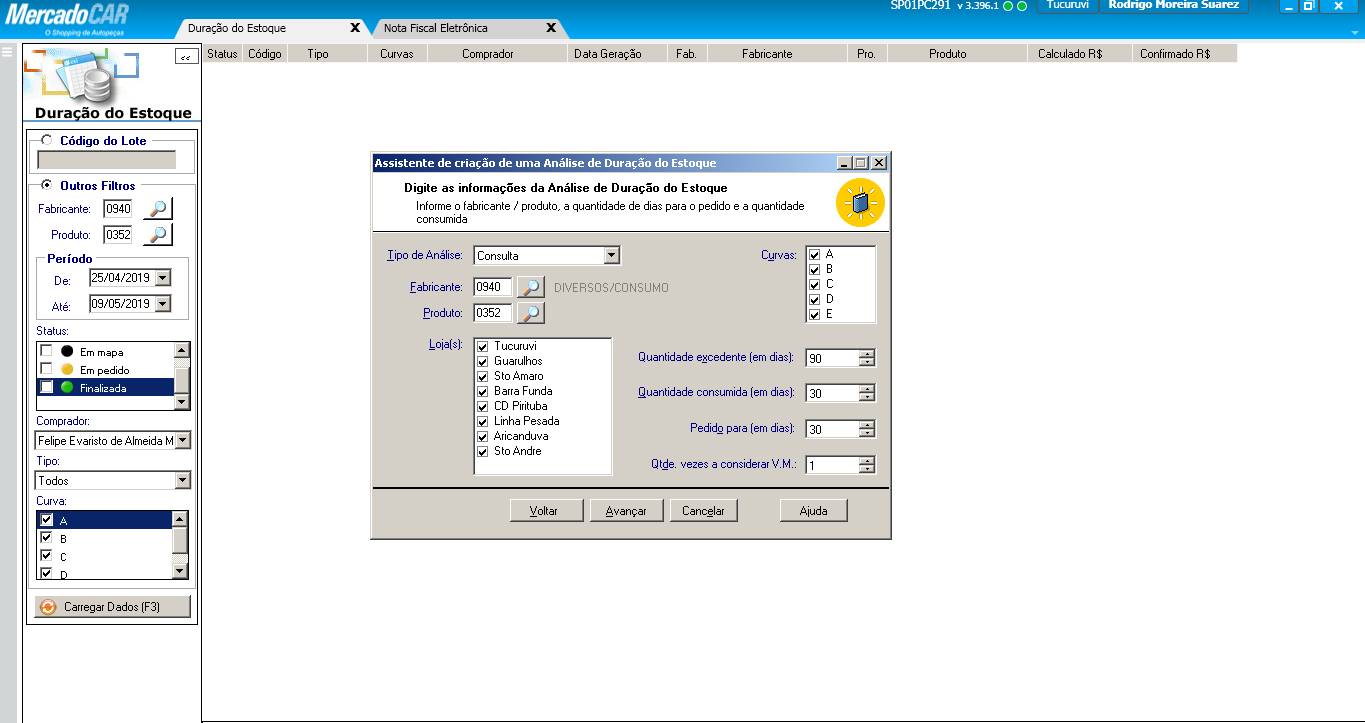 MercadoCAR
O Shopping de Autopeças
SP01PC291 v 3.396.1
Tucuruvi
Rodrigo Moreira Suarez
Duração do Estoque X
Nota Fiscal Eletrônica X
<<
Status Código Tipo Curvas Comprador Data Geração Fab. Fabricante Pro. Produto Calculado R$ Confirmado R$
Duração do Estoque
Código do Lote
Outros Filtros
Fabricante: 0940
Produto: 0352
Período
De: 25/04/2019
Até: 09/05/2019
Status:
Em mapa
Em pedido
Finalizada
Comprador:
Felipe Evaristo de Almeida M
Tipo:
Todos
Curva:
A
B
C
D
Carregar Dados (F3)
Assistente de criação de uma Análise de Duração do Estoque
Digite as informações da Análise de Duração do Estoque
Informe o fabricante / produto, a quantidade de dias para o pedido e a quantidade
consumida
Tipo de Análise: Consulta
Fabricante: 0940 DIVERSOS/CONSUMO
Produto: 0352
Loja(s):
Tucuruvi
Guarulhos
Sto Amaro
Barra Funda
CD Pirituba
Linha Pesada
Aricanduva
Sto Andre
Curvas:
A
B
C
D
E
Quantidade excedente (em dias): 90
Quantidade consumida (em dias): 30
Pedido para (em dias): 30
Qtde. vezes a considerar V.M.: 1
Voltar Avançar Cancelar Ajuda